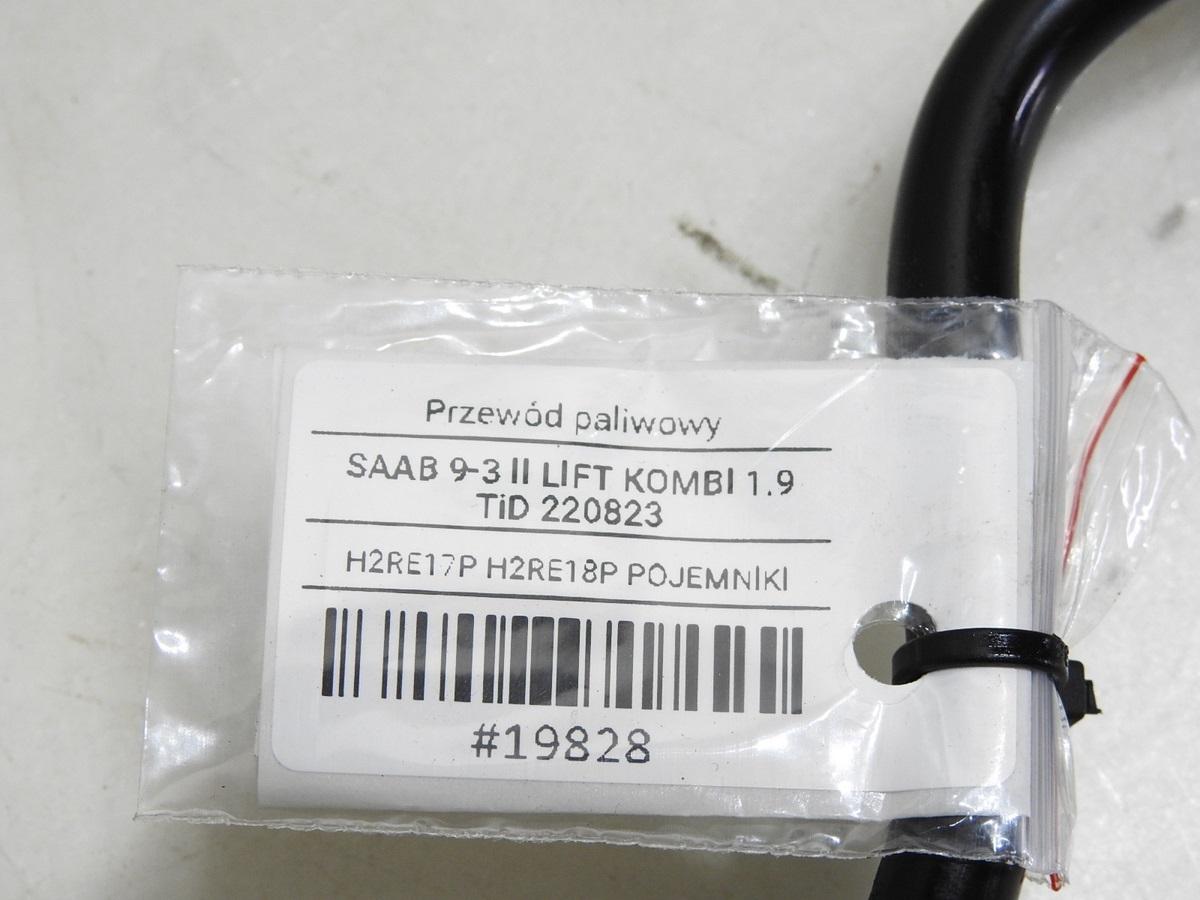 Przewód paliwowy
SAAB 9-3 II LIFT KOMBI 1.9
TiD 220823
H2RE17P H2RE18P POJEMNIKI
#19828